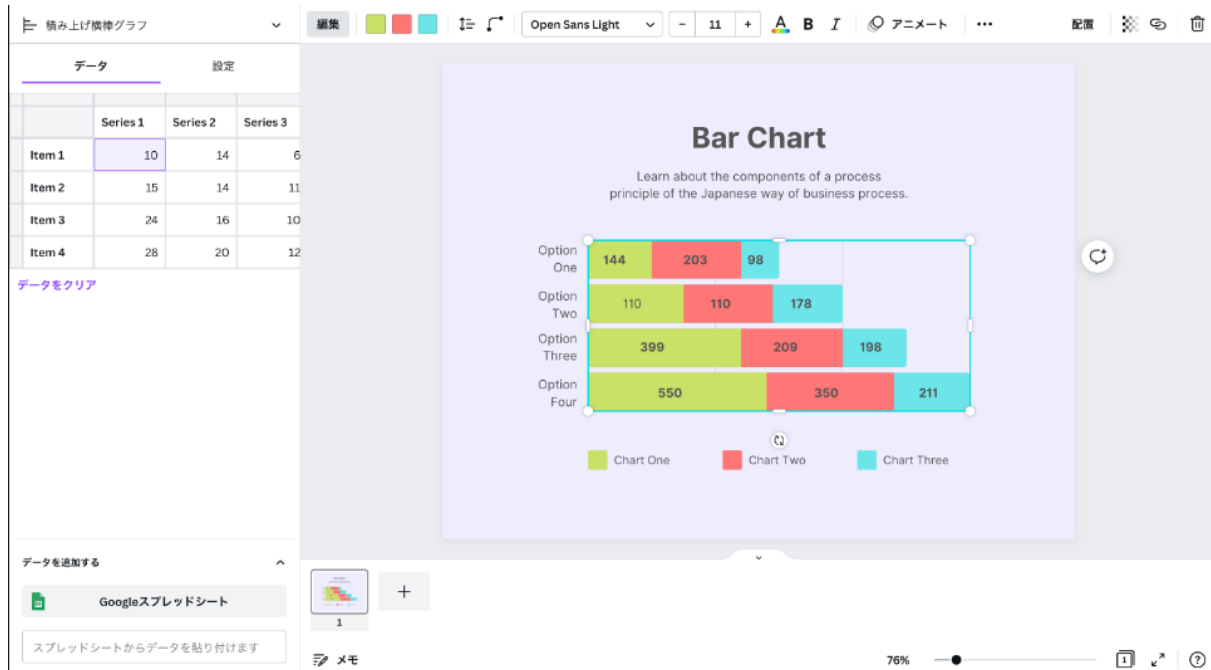 積み上げ横棒グラフ
編集
Open Sans Light
– 11 +
A B I
アニメート
配置
データ 設定
Series 1 Series 2 Series 3
Item 1 10 14 6
Item 2 15 14 11
Item 3 24 16 10
Item 4 28 20 12
データをクリア
データを追加する
Googleスプレッドシート
スプレッドシートからデータを貼り付けます
Bar Chart
Learn about the components of a process
principle of the Japanese way of business process.
Option
One
144 203 98
Option
Two
110 110 178
Option
Three
399 209 198
Option
Four
550 350 211
Chart One Chart Two Chart Three
1
メモ
76%
1
?